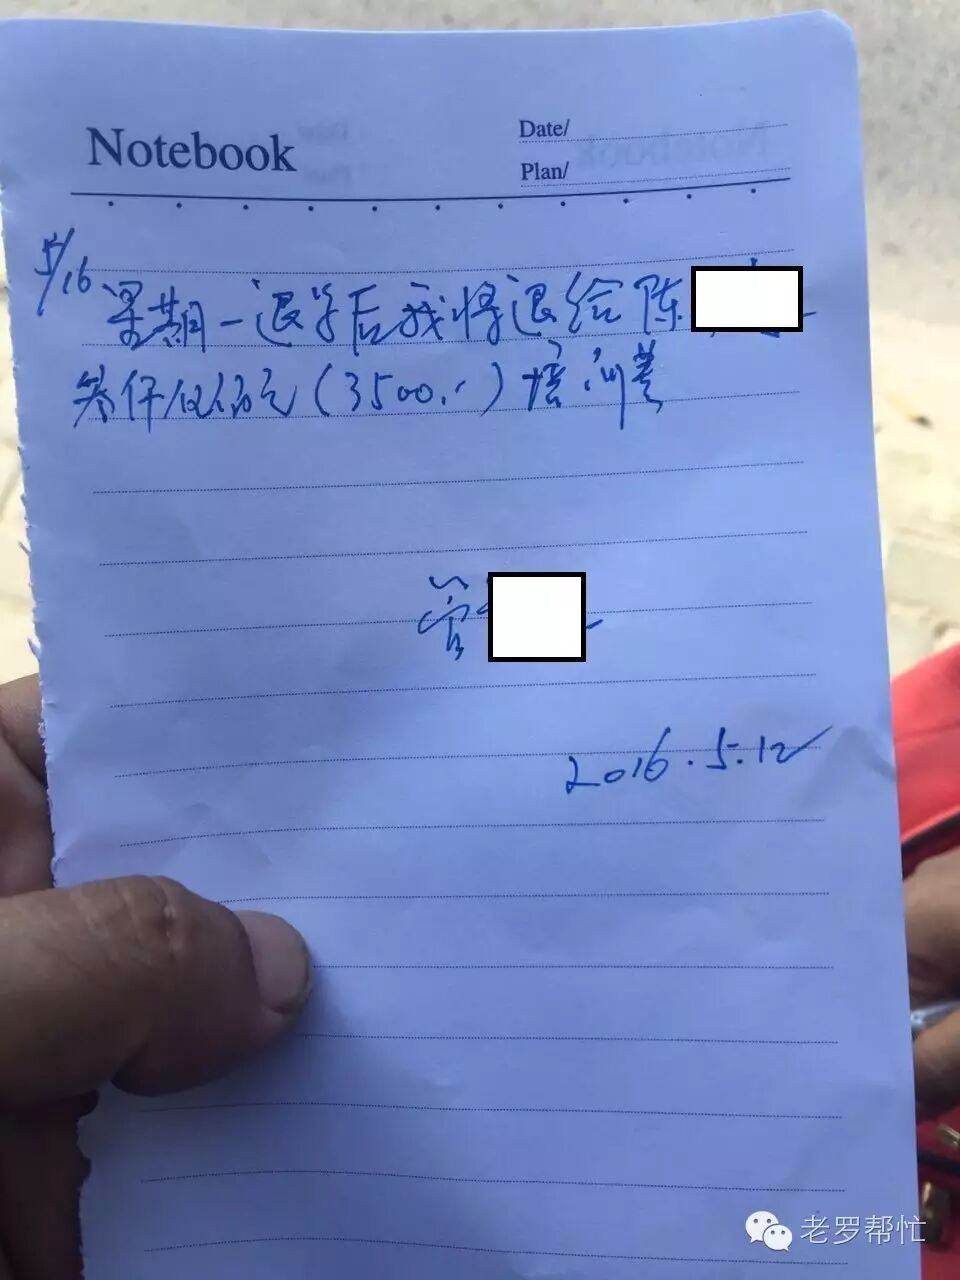 Notebook
Date/
Plan/
5/16
星期一退学后我将退给陈
叁仟伍佰元(3500.-)培训费
管
2016.5.12
老罗帮忙